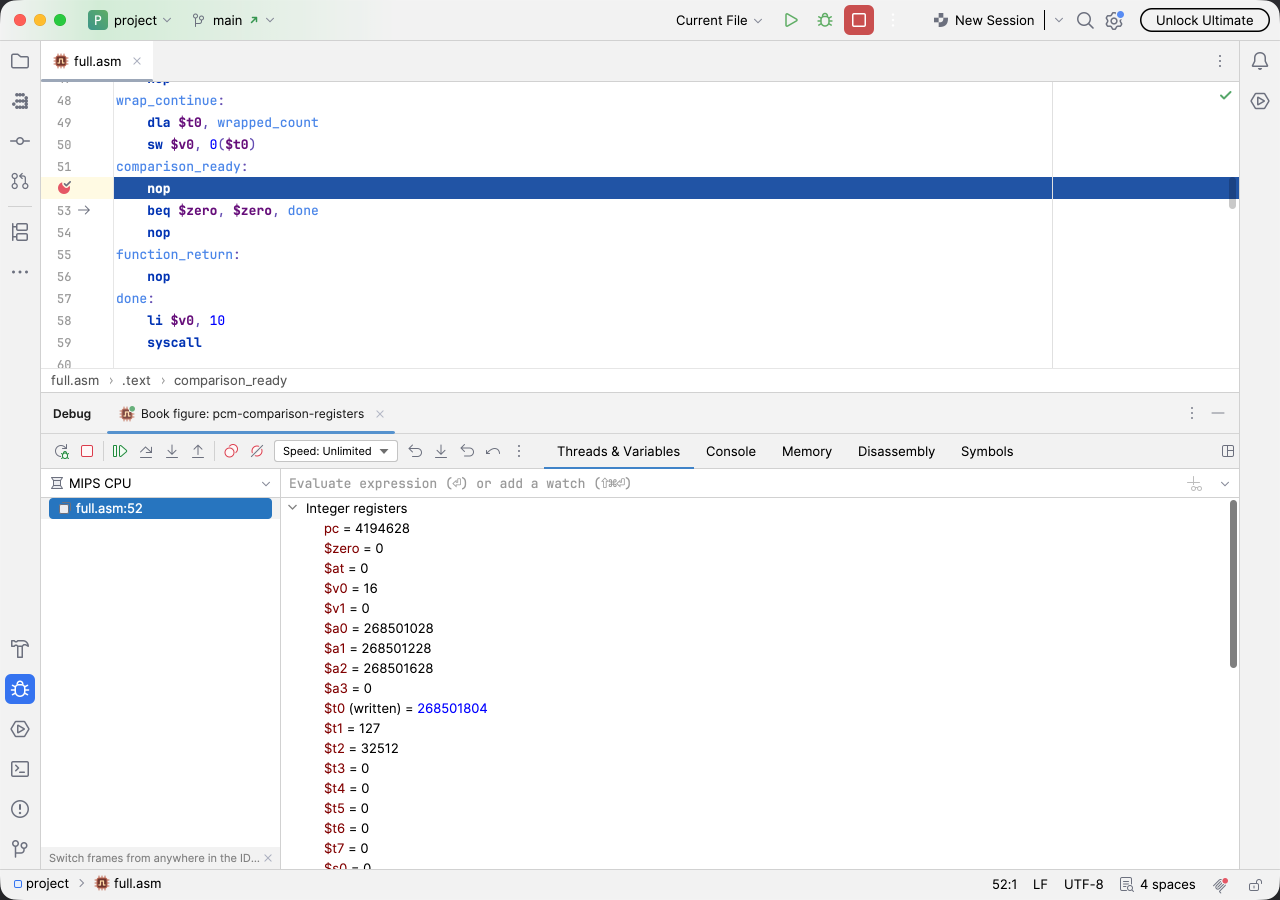 P project main Current File New Session Unlock Ultimate
full.asm
nop
48 wrap_continue:
49 dla $t0, wrapped_count
50 sw $v0, 0($t0)
51 comparison_ready:
nop
53 beq $zero, $zero, done
54 nop
55 function_return:
56 nop
57 done:
58 li $v0, 10
59 syscall
60
full.asm › .text › comparison_ready
Debug Book figure: pcm-comparison-registers
Speed: Unlimited Threads & Variables Console Memory Disassembly Symbols
MIPS CPU
Evaluate expression (⏎) or add a watch (⇧⌘⏎)
full.asm:52
Integer registers
pc = 4194628
$zero = 0
$at = 0
$v0 = 16
$v1 = 0
$a0 = 268501028
$a1 = 268501228
$a2 = 268501628
$a3 = 0
$t0 (written) = 268501804
$t1 = 127
$t2 = 32512
$t3 = 0
$t4 = 0
$t5 = 0
$t6 = 0
$t7 = 0
$s0 = 0
Switch frames from anywhere in the ID...
project › full.asm 52:1 LF UTF-8 4 spaces